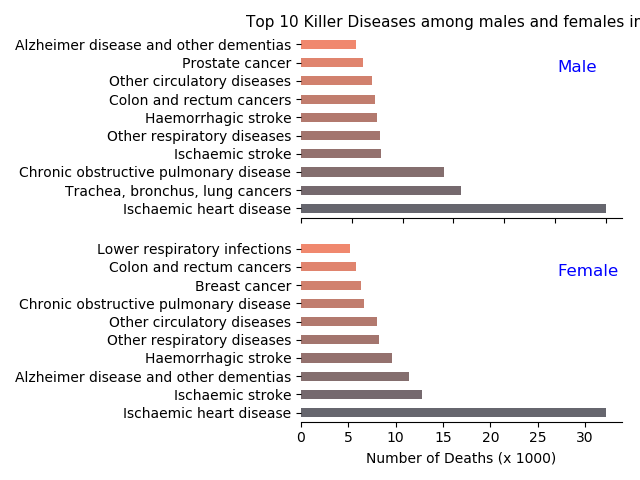 Top 10 Killer Diseases among males and females in
Alzheimer disease and other dementias
Prostate cancer
Male
Other circulatory diseases
Colon and rectum cancers
Haemorrhagic stroke
Other respiratory diseases
Ischaemic stroke
Chronic obstructive pulmonary disease
Trachea, bronchus, lung cancers
Ischaemic heart disease
Lower respiratory infections
Colon and rectum cancers
Female
Breast cancer
Chronic obstructive pulmonary disease
Other circulatory diseases
Other respiratory diseases
Haemorrhagic stroke
Alzheimer disease and other dementias
Ischaemic stroke
Ischaemic heart disease
0 5 10 15 20 25 30
Number of Deaths (x 1000)